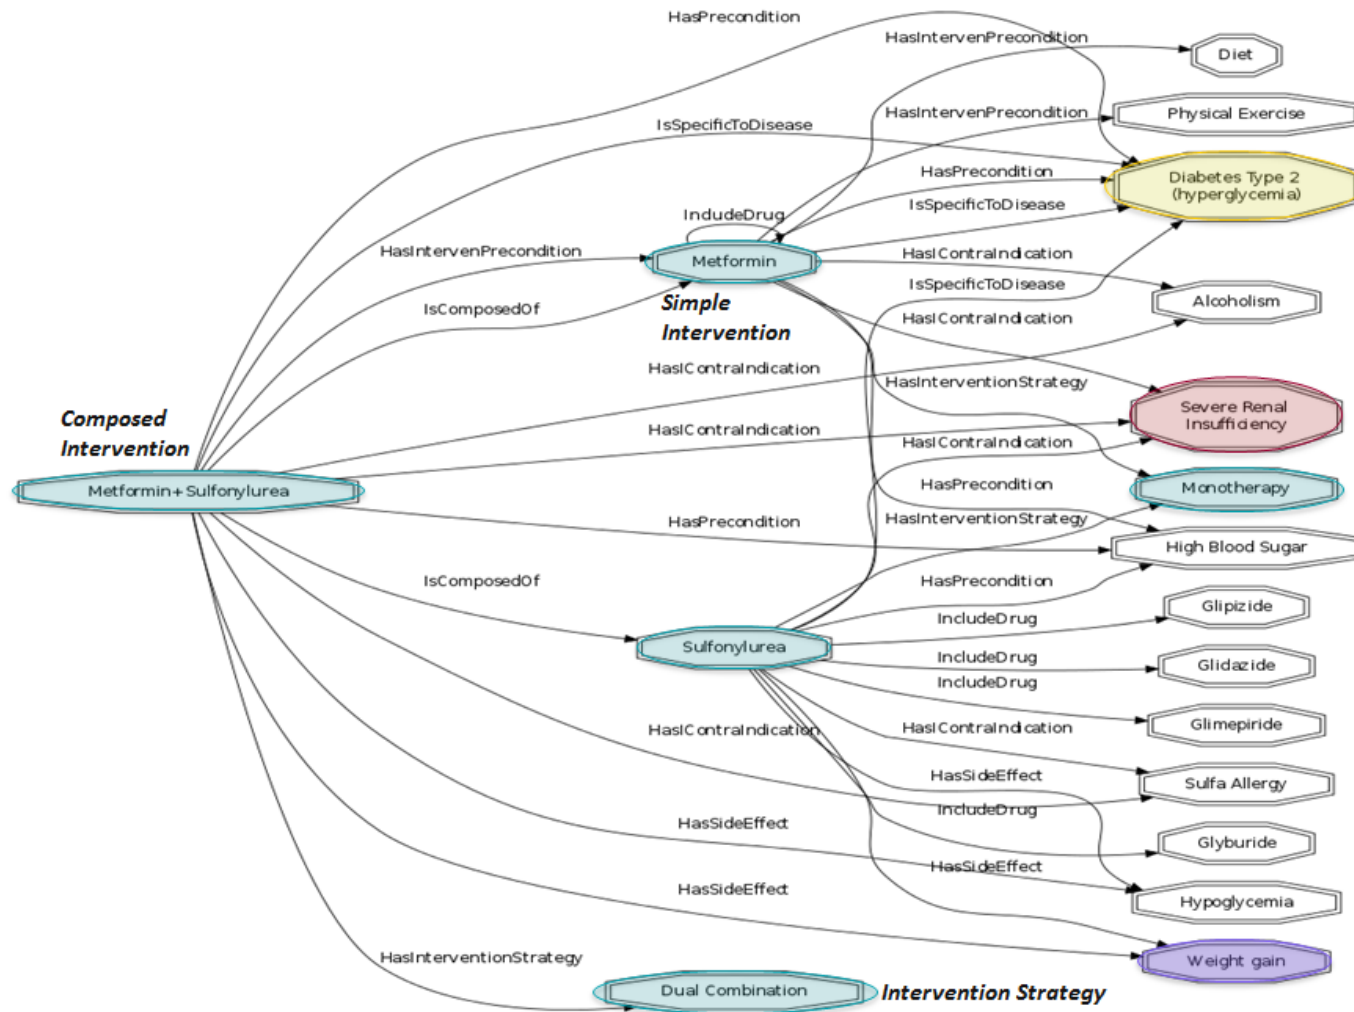 HasPrecondition
HasIntervenPrecondition
Diet
HasIntervenPrecondition
Physical Exercise
IsSpecificToDisease
HasPrecondition
Diabetes Type 2
(hyperglycemia)
IsSpecificToDisease
IncludeDrug
HasIntervenPrecondition
Metformin
HasIContraIndication
IsSpecificToDisease
Alcoholism
IsComposedOf
Simple
Intervention
HasIContraIndication
HasIContraIndication
HasInterventionStrategy
Composed
Intervention
HasIContraIndication
Severe Renal
Insufficiency
HasIContraIndication
Metformin+Sulfonylurea
HasPrecondition
Monotherapy
HasPrecondition
HasInterventionStrategy
High Blood Sugar
IsComposedOf
HasPrecondition
Glipizide
IncludeDrug
Sulfonylurea
IncludeDrug
Glidazide
IncludeDrug
HasIContraIndication
HasIContraIndication
Glimepiride
HasSideEffect
Sulfa Allergy
IncludeDrug
HasSideEffect
Glyburide
HasSideEffect
HasSideEffect
Hypoglycemia
HasInterventionStrategy
Weight gain
Dual Combination
Intervention Strategy